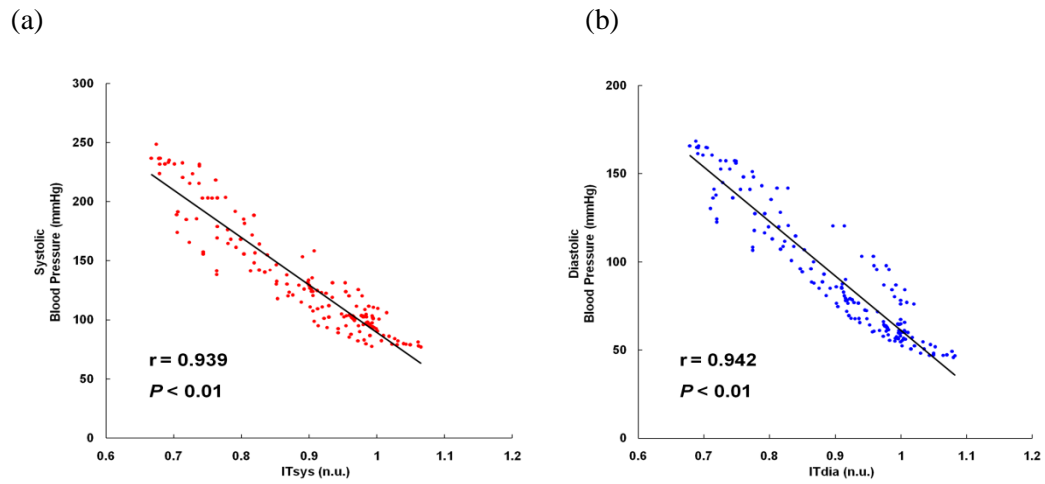 (a)
(b)
300
250
200
150
100
50
0
Systolic
Blood Pressure (mmHg)
0.6 0.7 0.8 0.9 1 1.1 1.2
ITsys (n.u.)
r = 0.939
P < 0.01
200
150
100
50
0
Diastolic
Blood Pressure (mmHg)
0.6 0.7 0.8 0.9 1 1.1 1.2
ITdia (n.u.)
r = 0.942
P < 0.01